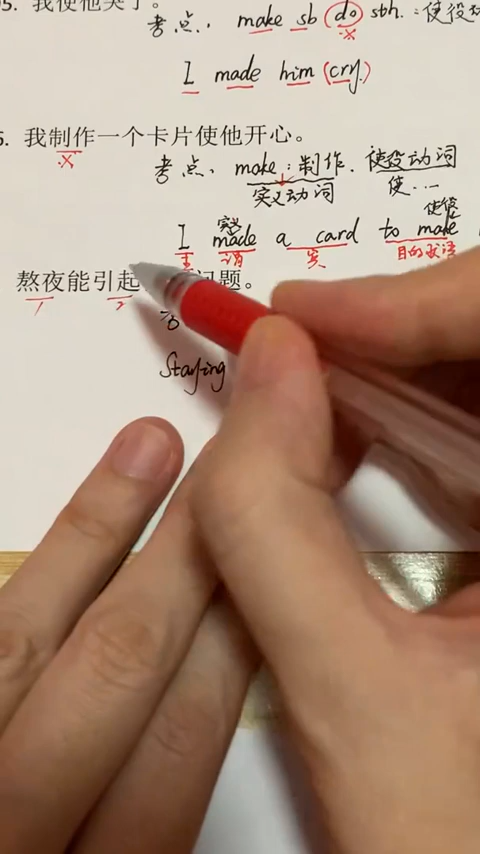 5. 我使他哭了。
考点、 make sb do sth.:使役动
I made him (cry.)
6. 我制作一个卡片使他开心。
考点、 make:制作. 使役动词
实义动词 使...
实义 使役
I made a card to make
主 谓 宾 目的状语
熬夜能引起 问题。
1 2
Staying